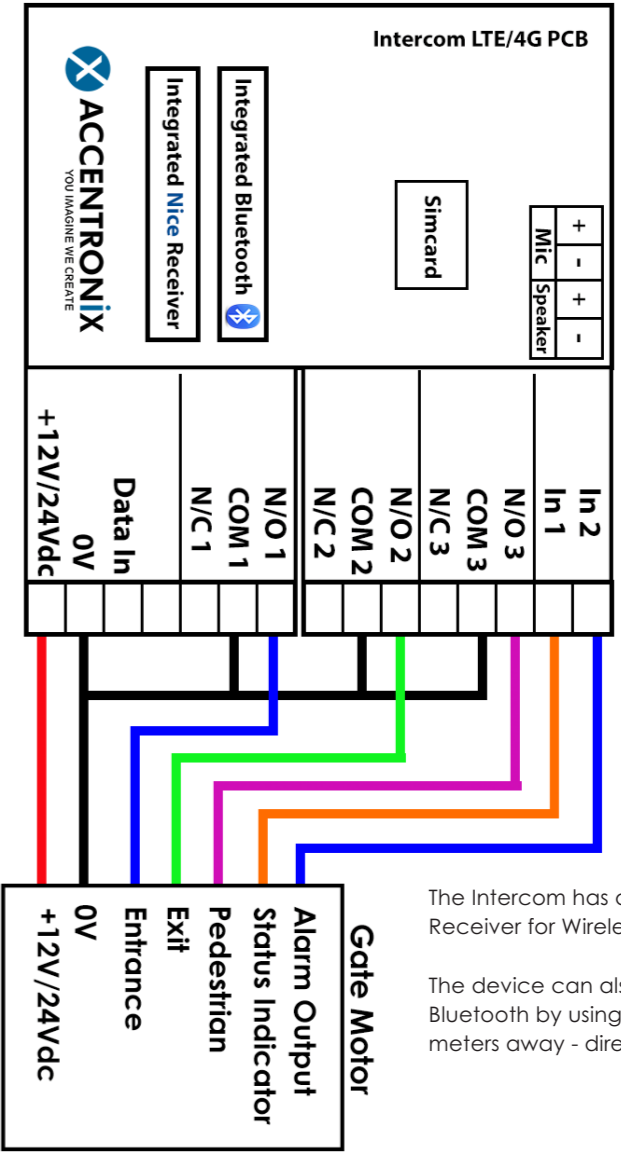 Intercom LTE/4G PCB
ACCENTRONiX
YOU IMAGINE WE CREATE
Integrated Nice Receiver
Integrated Bluetooth
Simcard
+ - + -
Mic Speaker
+12V/24Vdc
0V
Data In
N/C 1
COM 1
N/O 1
N/C 2
COM 2
N/O 2
N/C 3
COM 3
N/O 3
In 1
In 2
Gate Motor
+12V/24Vdc
0V
Entrance
Exit
Pedestrian
Status Indicator
Alarm Output
The Intercom has
Receiver for
The device can
Bluetooth by using
meters away -